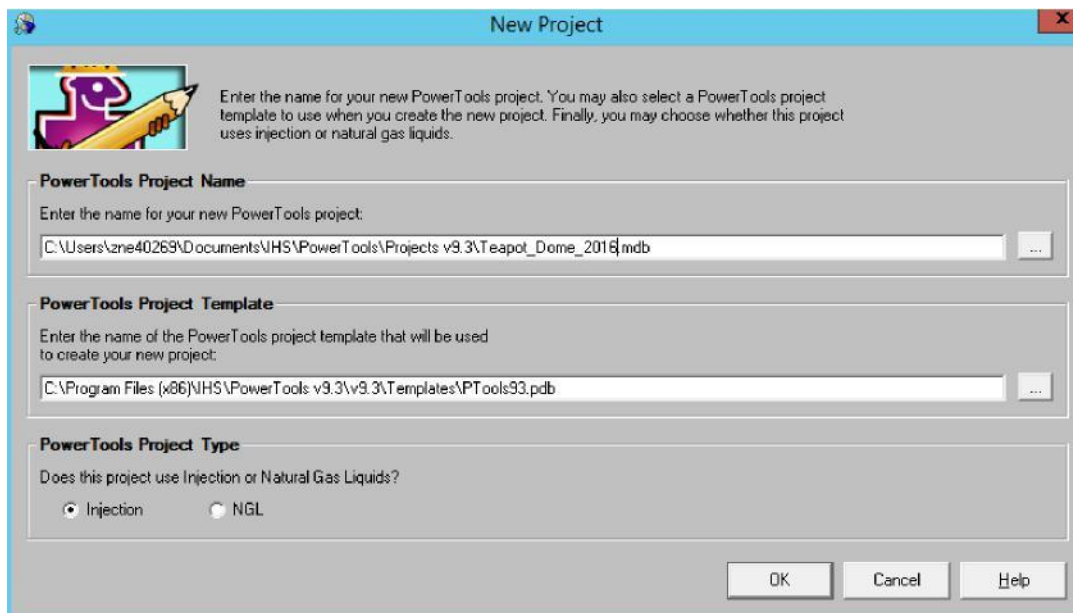 New Project
X
Enter the name for your new PowerTools project. You may also select a PowerTools project
template to use when you create the new project. Finally, you may choose whether this project
uses injection or natural gas liquids.
PowerTools Project Name
Enter the name for your new PowerTools project:
C:\Users\zne40269\Documents\IHS\PowerTools\Projects v9.3\Teapot_Dome_2016.mdb
...
PowerTools Project Template
Enter the name of the PowerTools project template that will be used
to create your new project:
C:\Program Files (x86)\IHS\PowerTools v9.3\v9.3\Templates\PTools93.pdb
...
PowerTools Project Type
Does this project use Injection or Natural Gas Liquids?
Injection NGL
OK Cancel Help